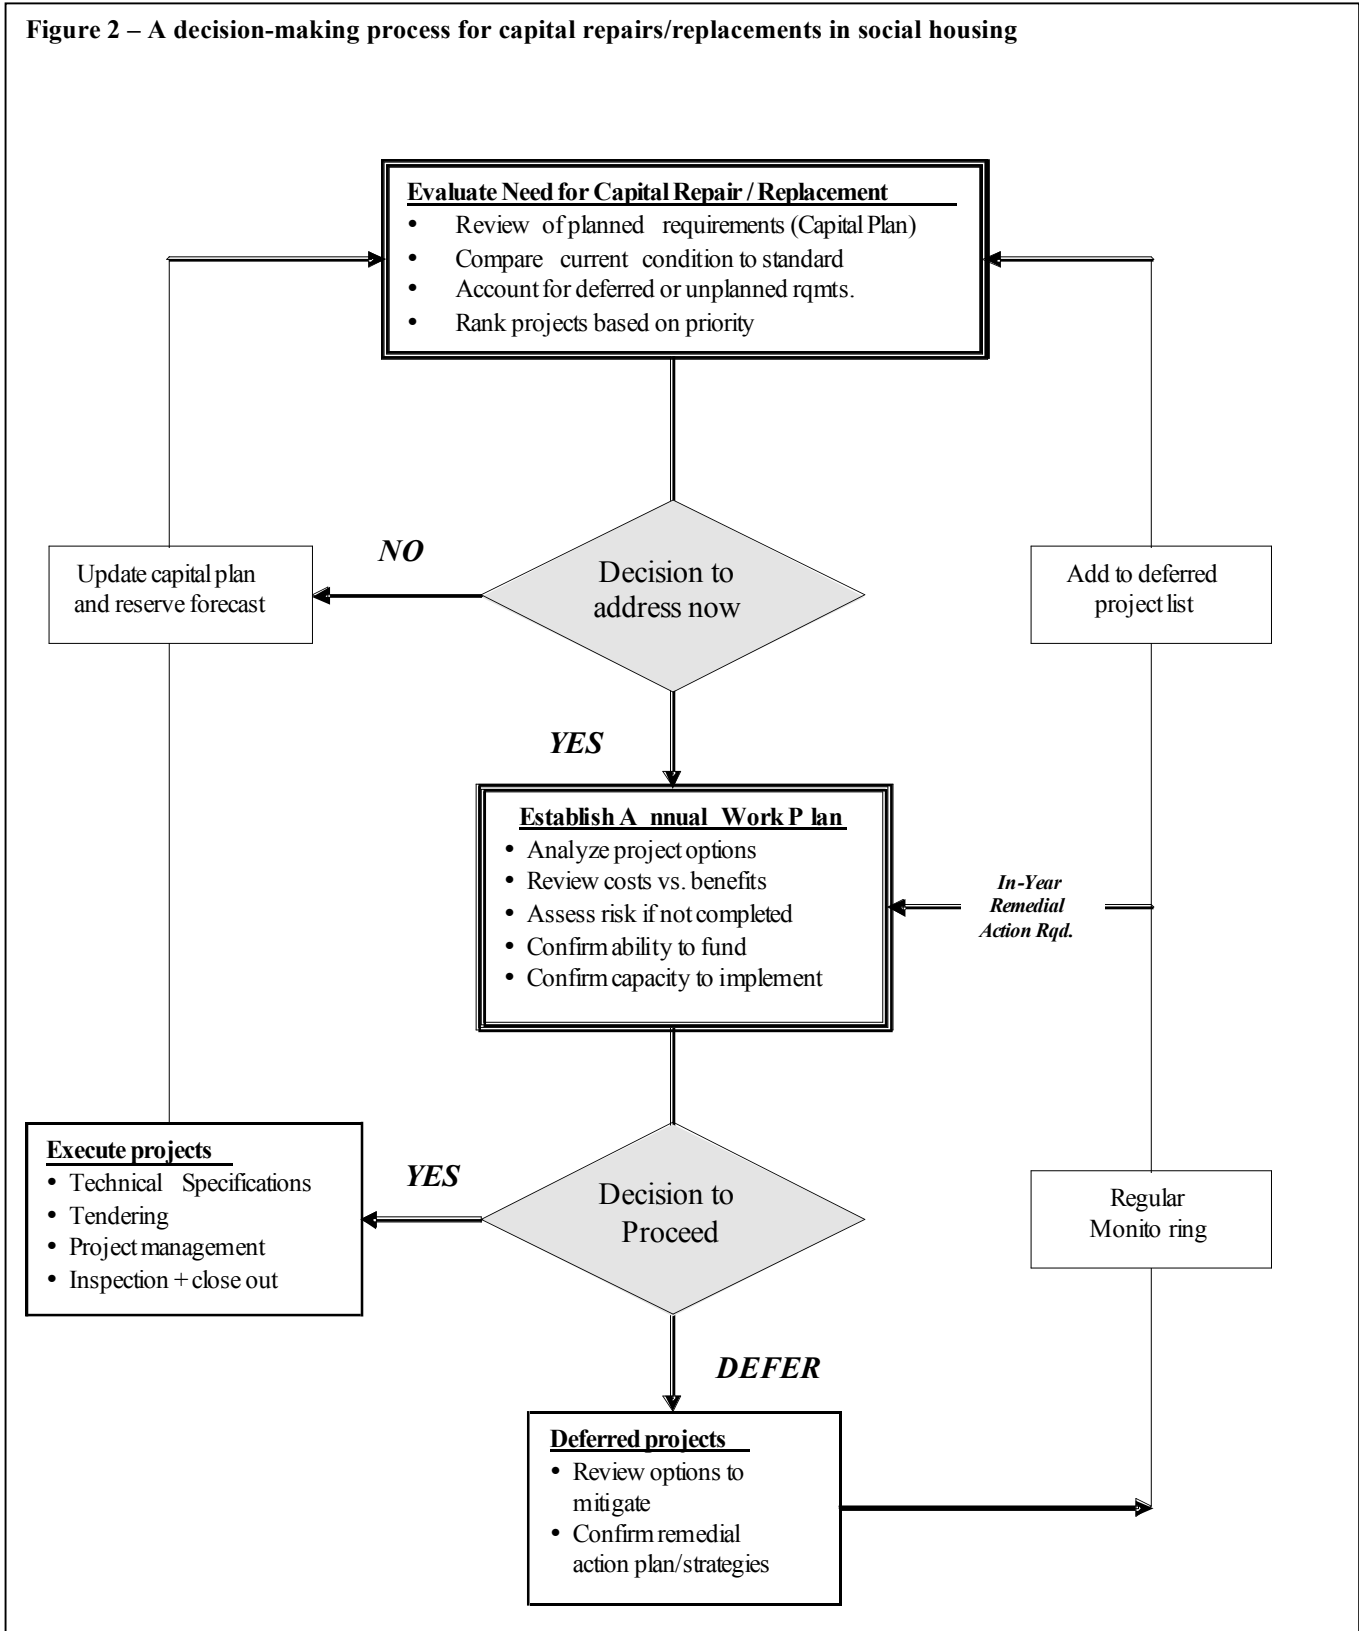 Figure 2 – A decision-making process for capital repairs/replacements in social housing
Evaluate Need for Capital Repair / Replacement
• Review of planned requirements (Capital Plan)
• Compare current condition to standard
• Account for deferred or unplanned rqmts.
• Rank projects based on priority
NO
Update capital plan
and reserve forecast
Decision to
address now
Add to deferred
project list
YES
Establish A nnual Work P lan
• Analyze project options
• Review costs vs. benefits
• Assess risk if not completed
• Confirm ability to fund
• Confirm capacity to implement
In-Year
Remedial
Action Rqd.
Execute projects
• Technical Specifications
• Tendering
• Project management
• Inspection + close out
YES
Decision to
Proceed
Regular
Monito ring
DEFER
Deferred projects
• Review options to
mitigate
• Confirm remedial
action plan/strategies